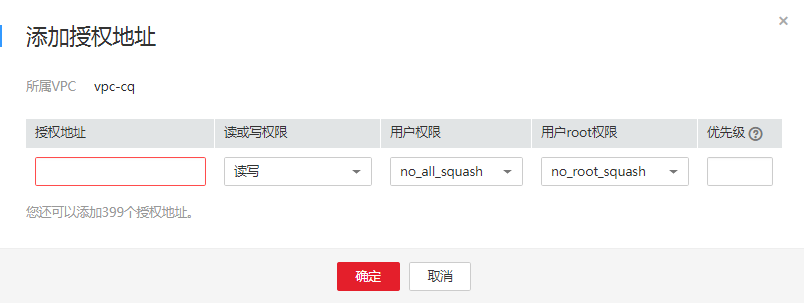 添加授权地址
所属VPC vpc-cq
授权地址 读或写权限 用户权限 用户root权限 优先级
读写 no_all_squash no_root_squash
您还可以添加399个授权地址。
确定 取消